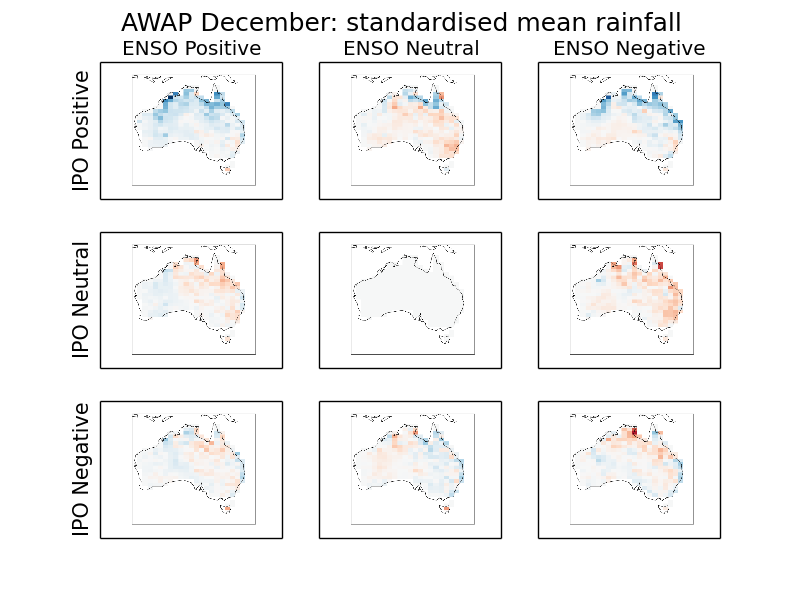 AWAP December: standardised mean rainfall
ENSO Positive
ENSO Neutral
ENSO Negative
IPO Positive
IPO Neutral
IPO Negative